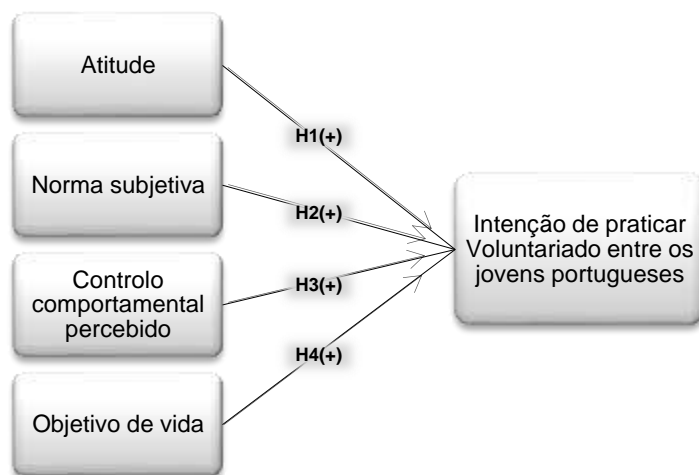 Atitude
H1(+)
Norma subjetiva
H2(+)
Intenção de praticar
Voluntariado entre os
jovens portugueses
Controlo
comportamental
percebido
H3(+)
H4(+)
Objetivo de vida